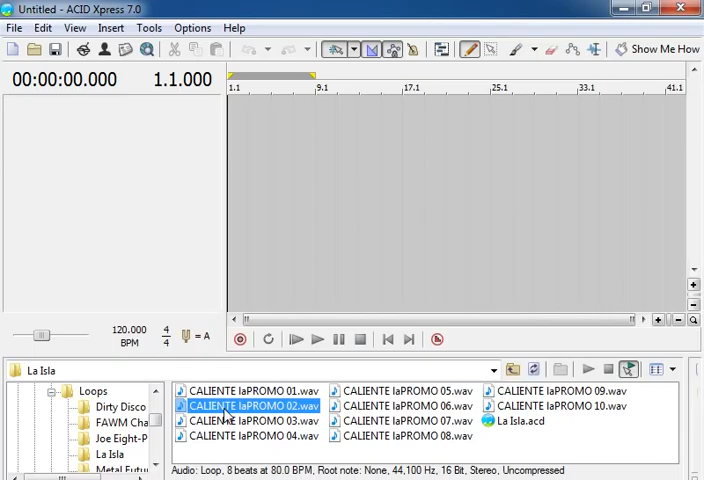 Untitled - ACID Xpress 7.0
File Edit View Insert Tools Options Help
Show Me How
00:00:00.000 1.1.000
1.1 9.1 17.1 25.1 33.1 41.1
120.000
BPM
4
4
= A
La Isla
Loops
Dirty Disco
FAWM Cha
Joe Eight-P
La Isla
Metal Futu
CALIENTE laPROMO 01.wav CALIENTE laPROMO 05.wav CALIENTE laPROMO 09.wav
CALIENTE laPROMO 02.wav CALIENTE laPROMO 06.wav CALIENTE laPROMO 10.wav
CALIENTE laPROMO 03.wav CALIENTE laPROMO 07.wav La Isla.acd
CALIENTE laPROMO 04.wav CALIENTE laPROMO 08.wav
Audio: Loop, 8 beats at 80.0 BPM, Root note: None, 44,100 Hz, 16 Bit, Stereo, Uncompressed